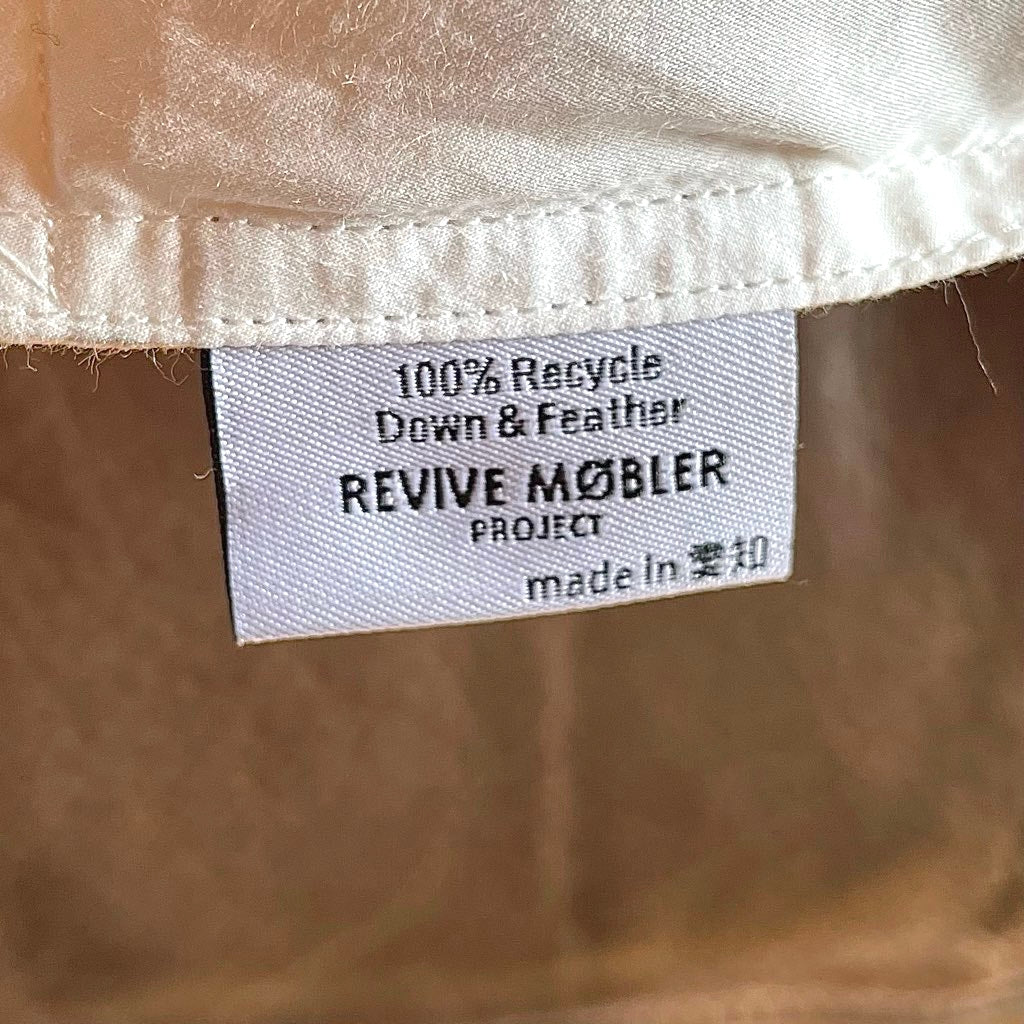 100% Recycle
Down & Feather
REVIVE MØBLER
PROJECT
made in 愛知